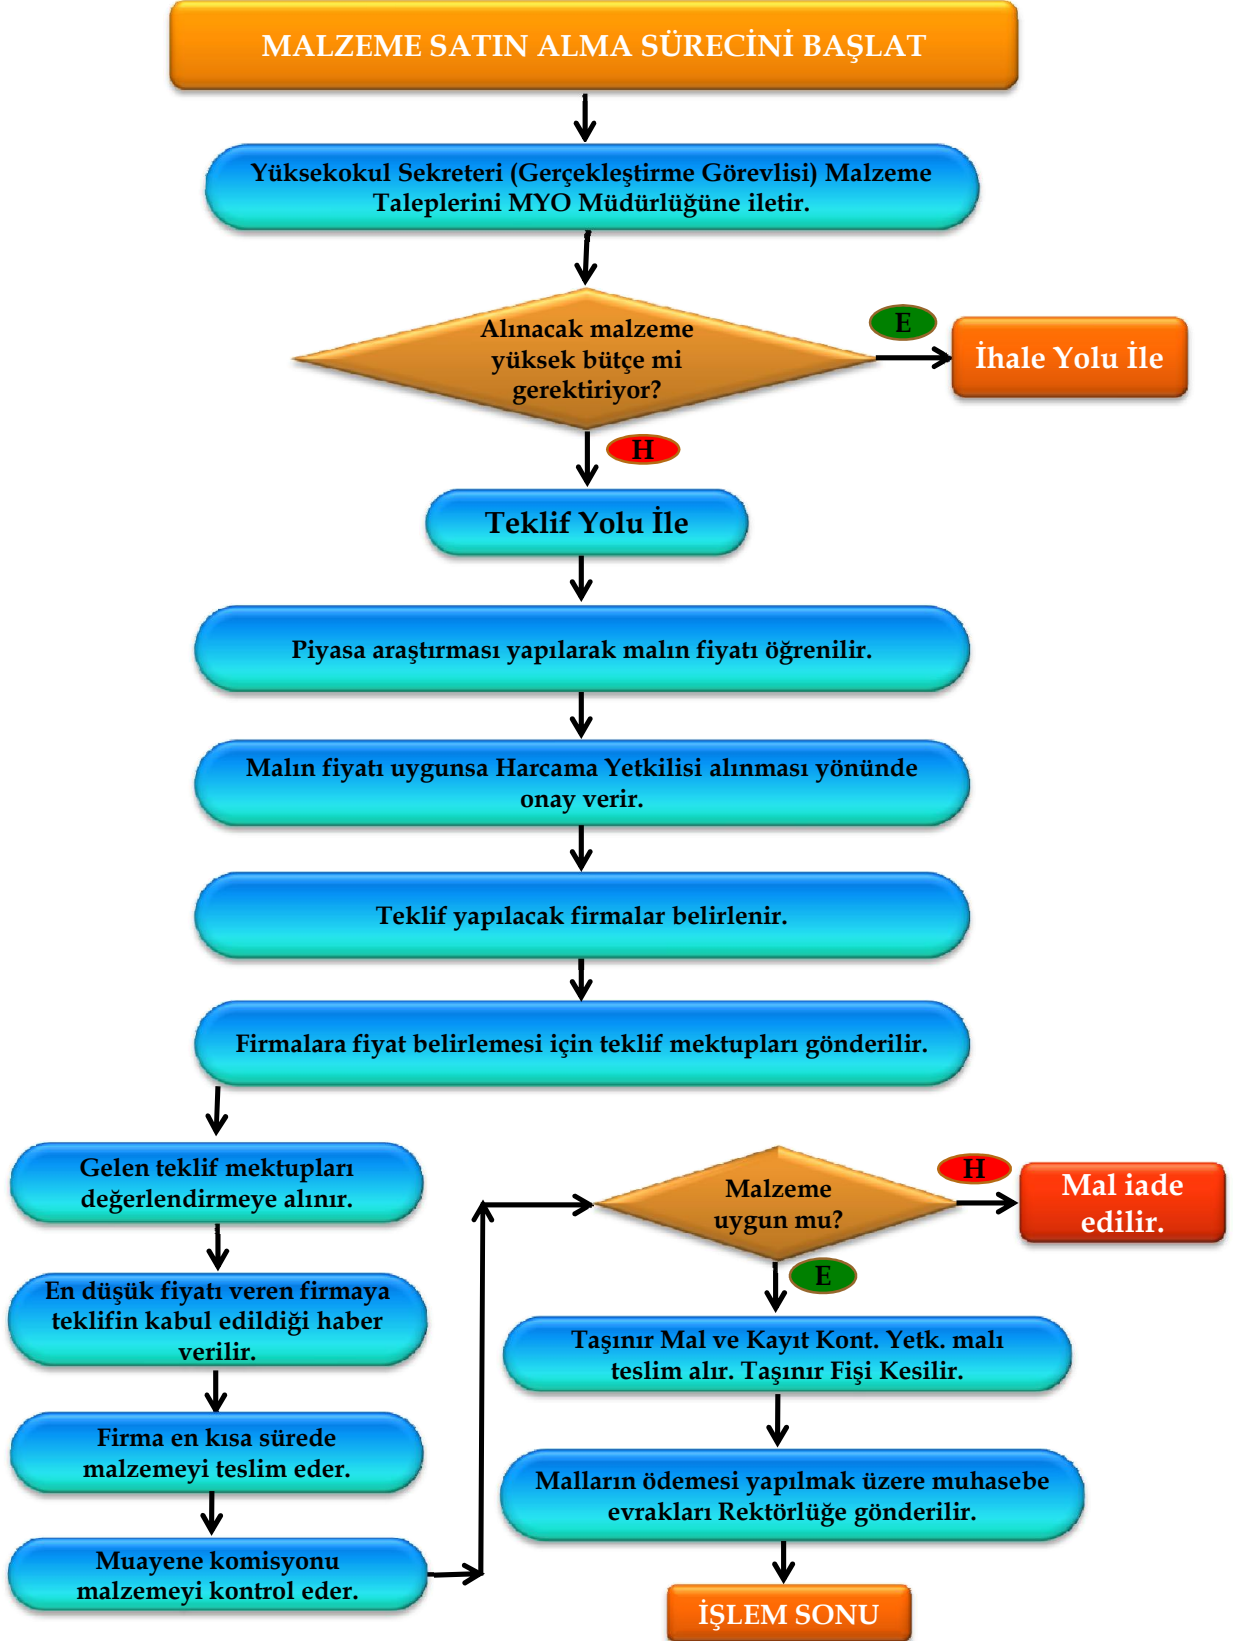 MALZEME SATIN ALMA SÜRECİNİ BAŞLAT
Yüksekokul Sekreteri (Gerçekleştirme Görevlisi) Malzeme
Taleplerini MYO Müdürlüğüne iletir.
Alınacak malzeme
yüksek bütçe mi
gerektiriyor?
E
İhale Yolu İle
H
Teklif Yolu İle
Piyasa araştırması yapılarak malın fiyatı öğrenilir.
Malın fiyatı uygunsa Harcama Yetkilisi alınması yönünde
onay verir.
Teklif yapılacak firmalar belirlenir.
Firmalara fiyat belirlemesi için teklif mektupları gönderilir.
Gelen teklif mektupları
değerlendirmeye alınır.
En düşük fiyatı veren firmaya
teklifin kabul edildiği haber
verilir.
Firma en kısa sürede
malzemeyi teslim eder.
Muayene komisyonu
malzemeyi kontrol eder.
Malzeme
uygun mu?
H
Mal iade
edilir.
E
Taşınır Mal ve Kayıt Kont. Yetk. malı
teslim alır. Taşınır Fişi Kesilir.
Malların ödemesi yapılmak üzere muhasebe
evrakları Rektörlüğe gönderilir.
İŞLEM SONU